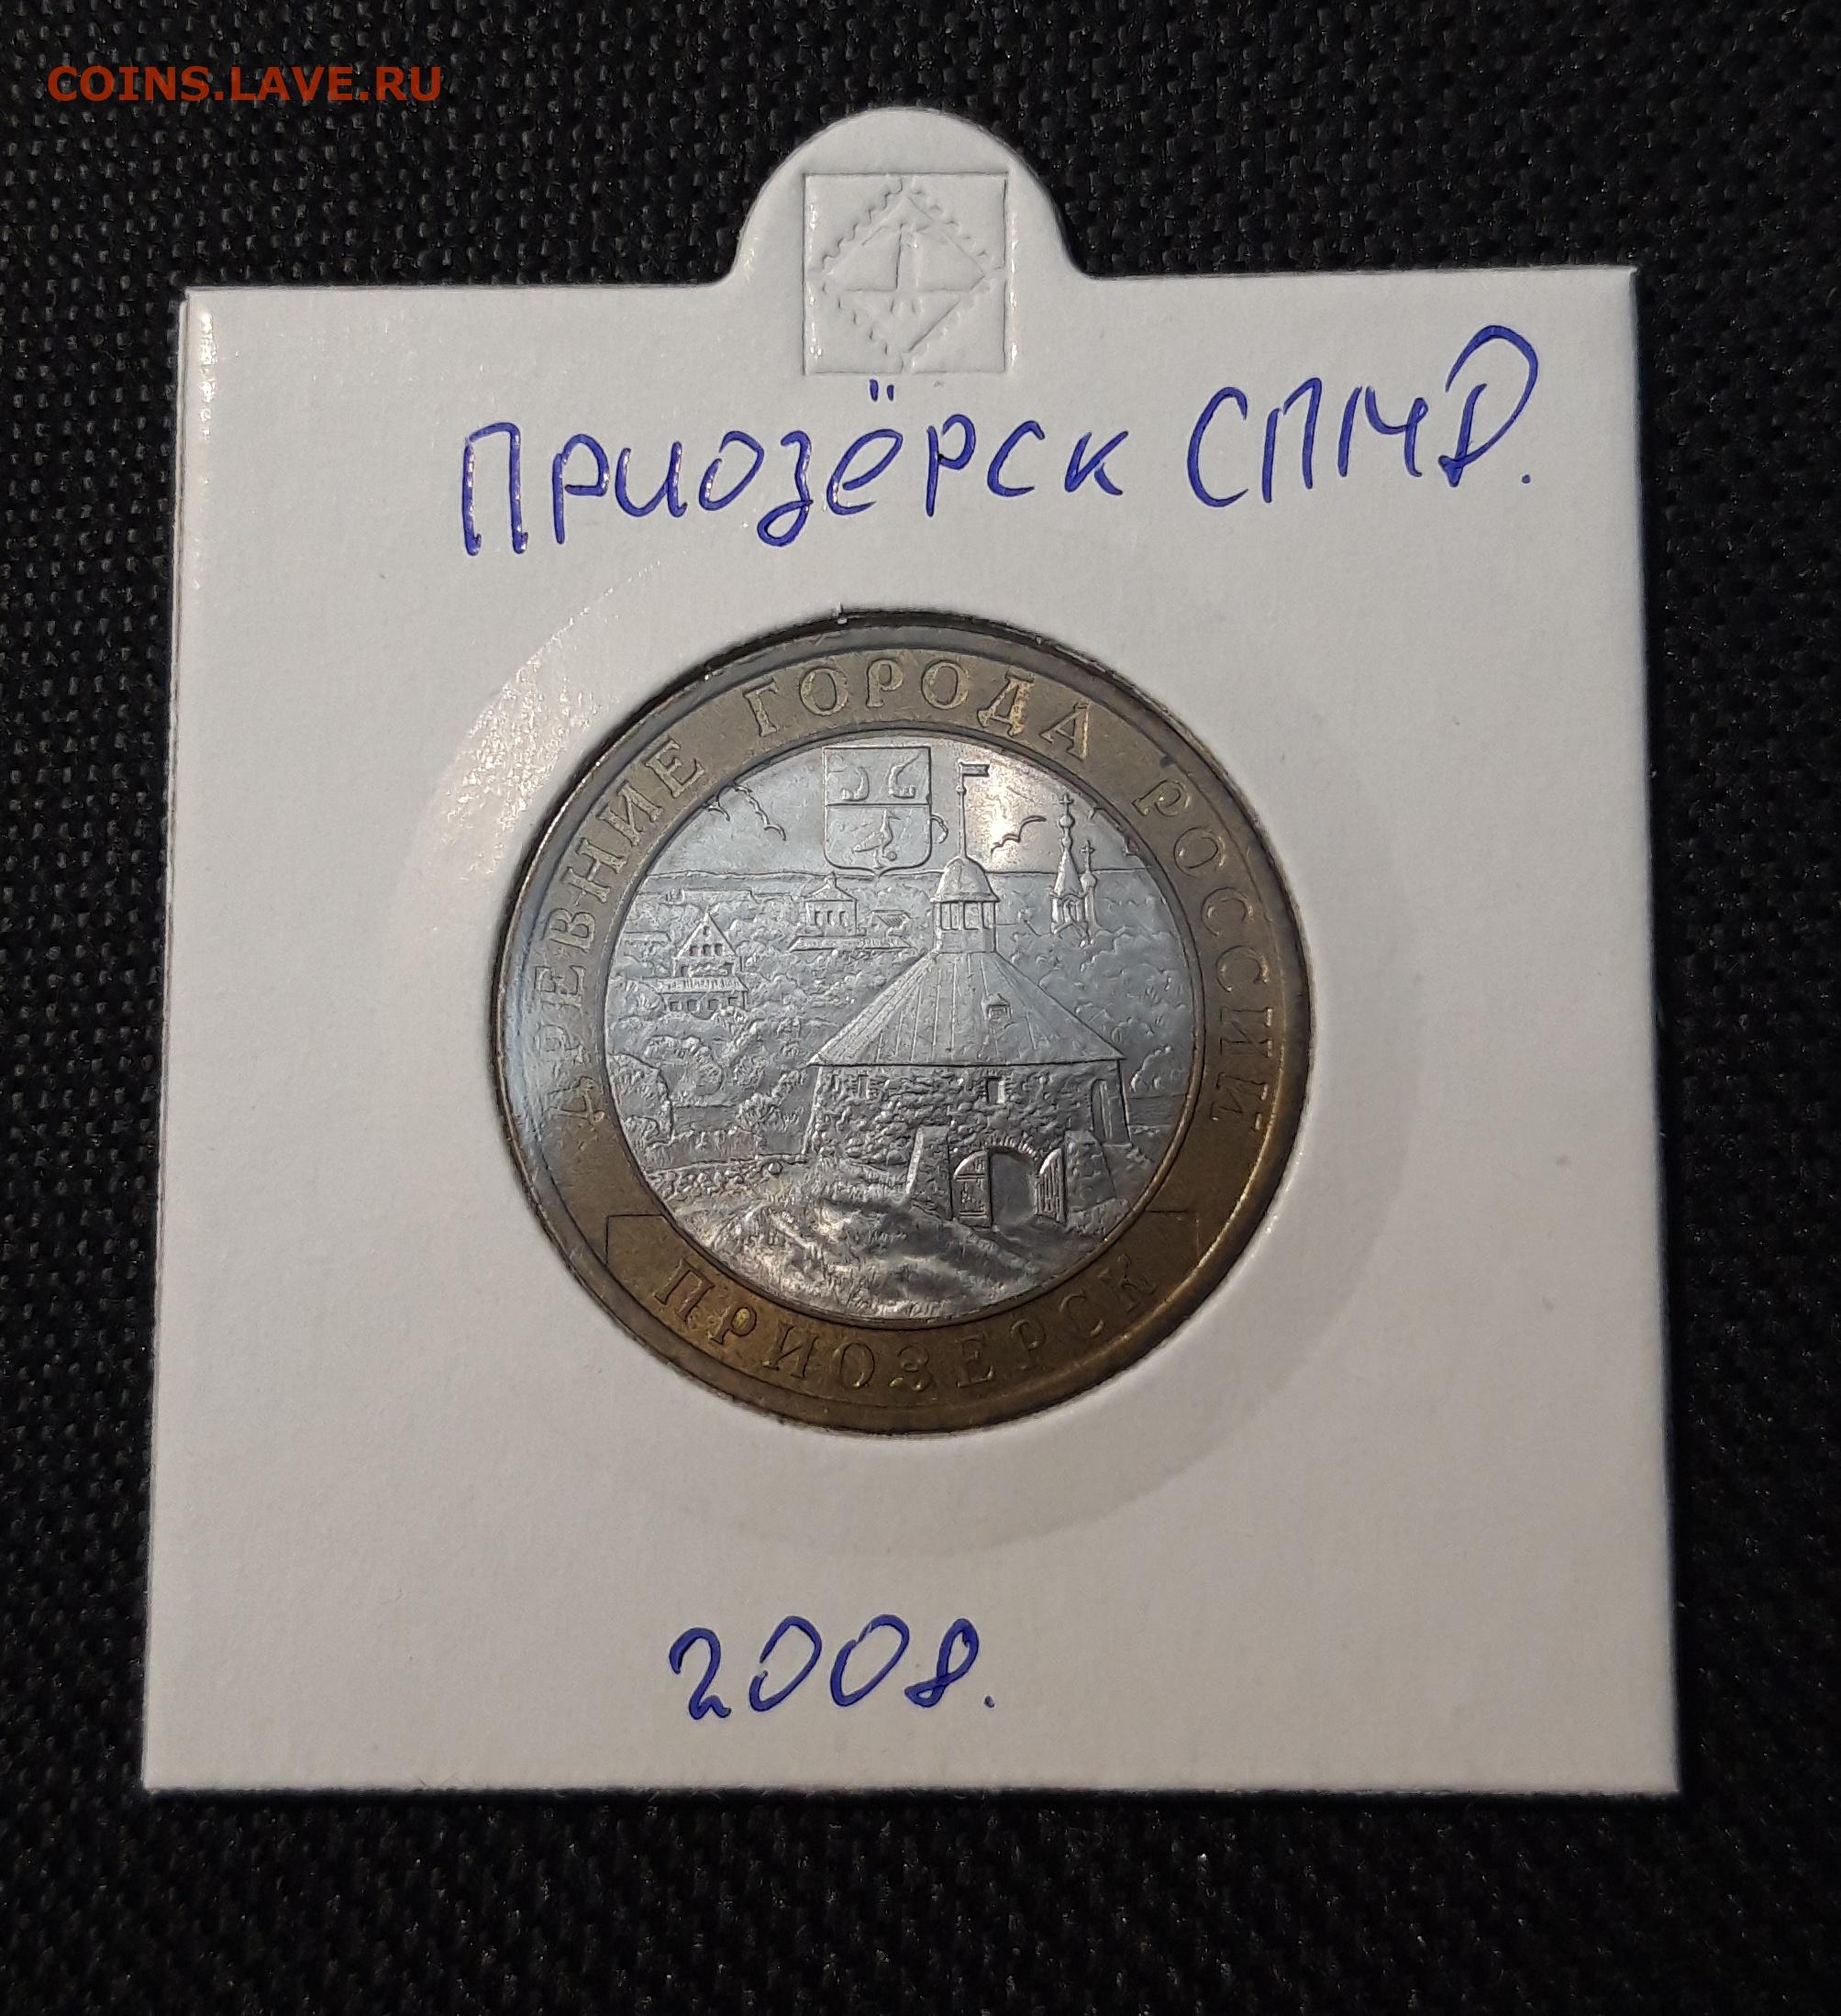 COINS.LAVE.RU
Приозёрск СПМД.
ДРЕВНИЕ ГОРОДА РОССИИ
ПРИОЗЕРСК
2008.